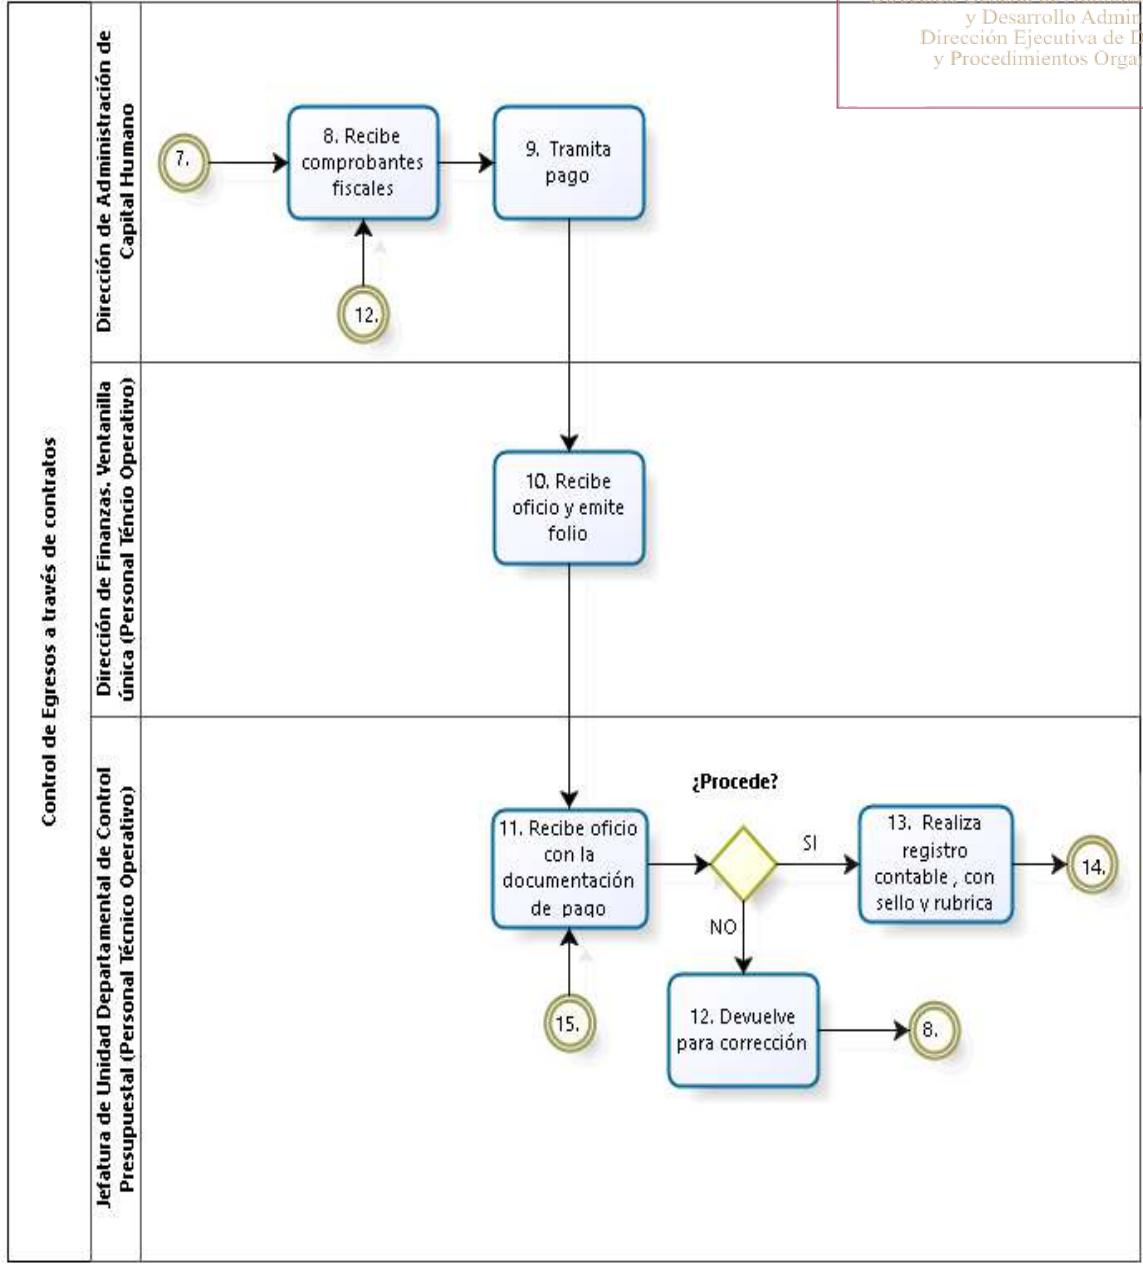 y Desarrollo Admin
Dirección Ejecutiva de D
y Procedimientos Orga
Control de Egresos a través de contratos
Dirección de Administración de
Capital Humano
7.
8. Recibe
comprobantes
fiscales
9. Tramita
pago
12.
Dirección de Finanzas. Ventanilla
única (Personal Téncio Operativo)
10. Recibe
oficio y emite
folio
Jefatura de Unidad Departamental de Control
Presupuestal (Personal Técnico Operativo)
11. Recibe oficio
con la
documentación
de pago
¿Procede?
SI
13. Realiza
registro
contable , con
sello y rubrica
14.
NO
15.
12. Devuelve
para corrección
8.